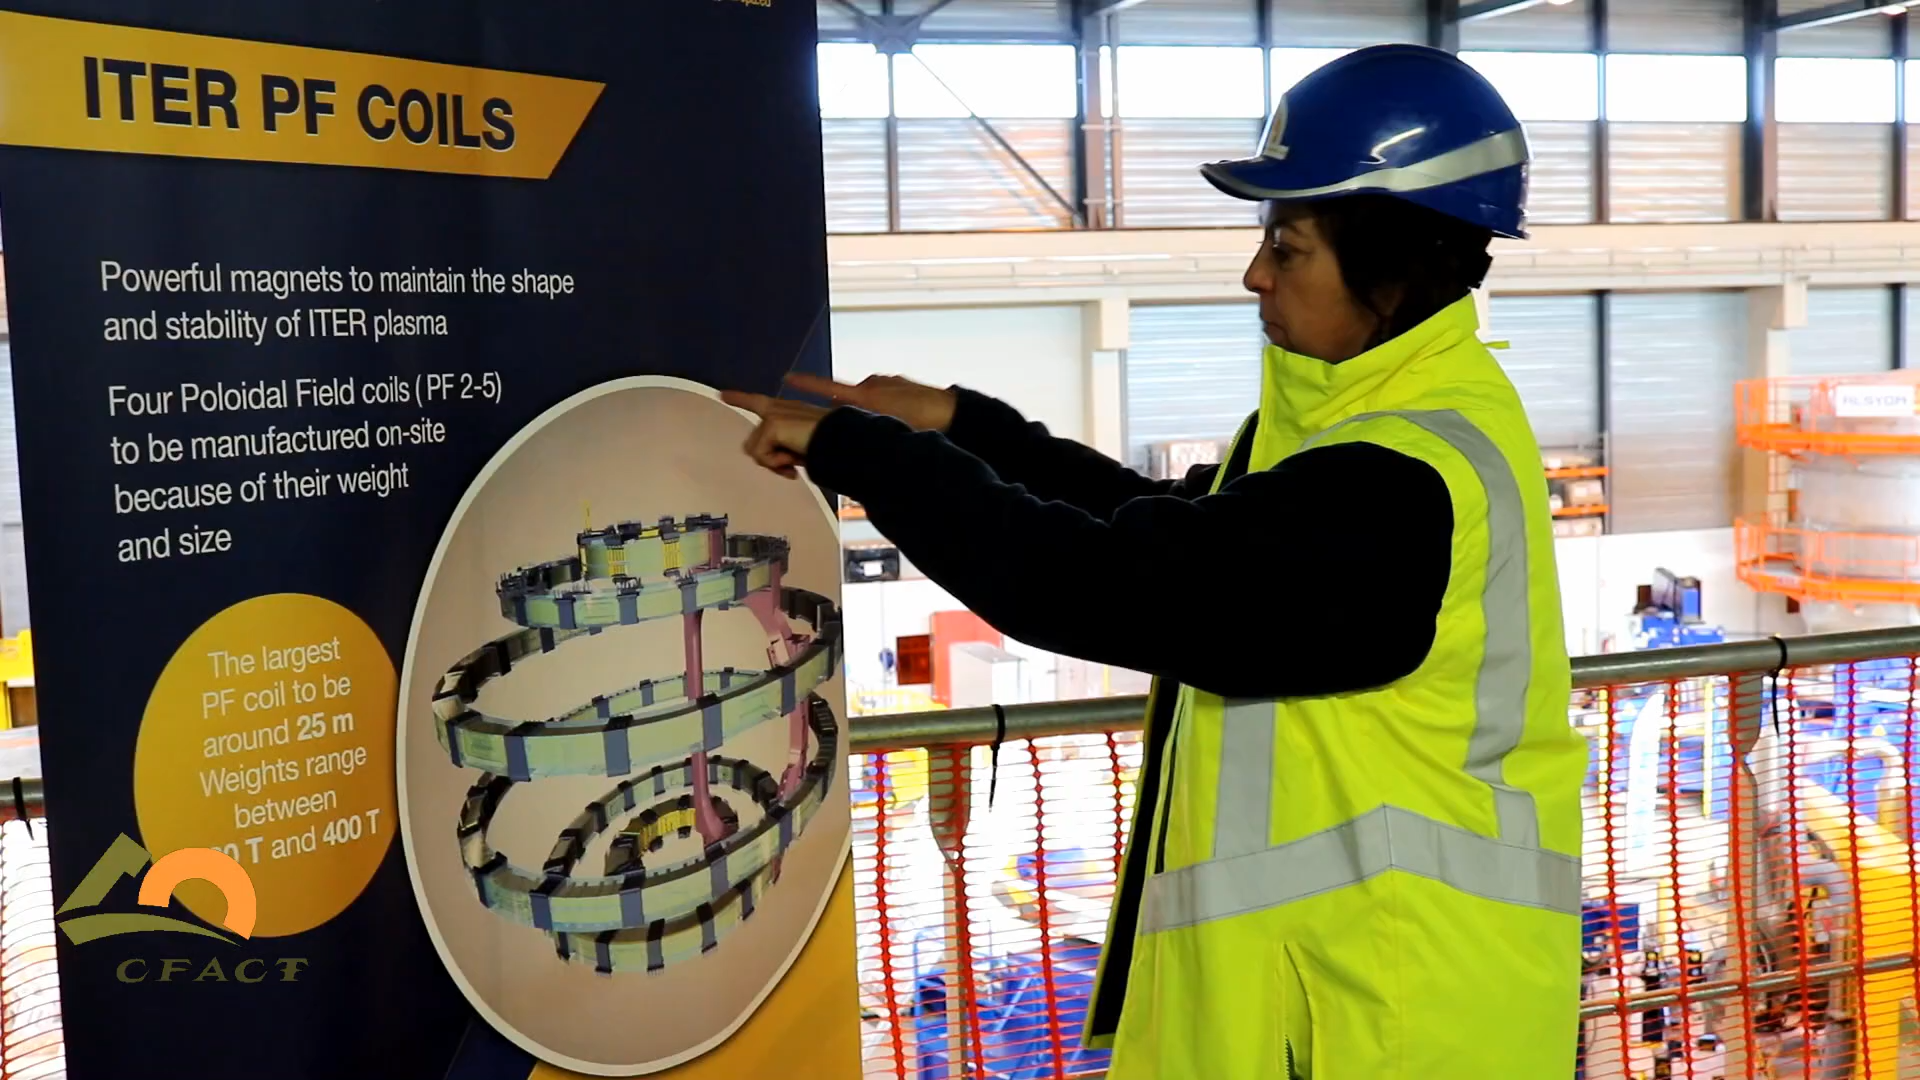 ITER PF COILS
Powerful magnets to maintain the shape
and stability of ITER plasma
Four Poloidal Field coils ( PF 2-5)
to be manufactured on-site
because of their weight
and size
The largest
PF coil to be
around 25 m
Weights range
between
T and 400 T
CFACT
ALSYOM